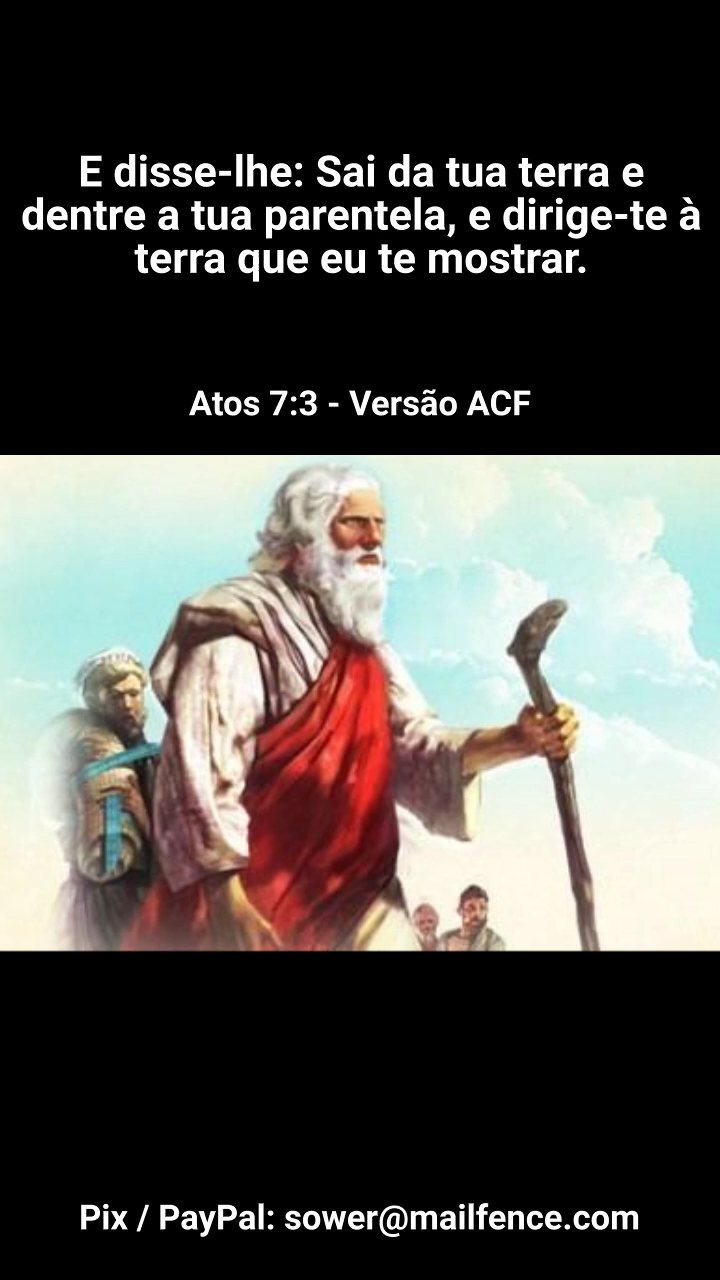 E disse-lhe: Sai da tua terra e
dentre a tua parentela, e dirige-te à
terra que eu te mostrar.
Atos 7:3 - Versão ACF
Pix / PayPal: sower@mailfence.com